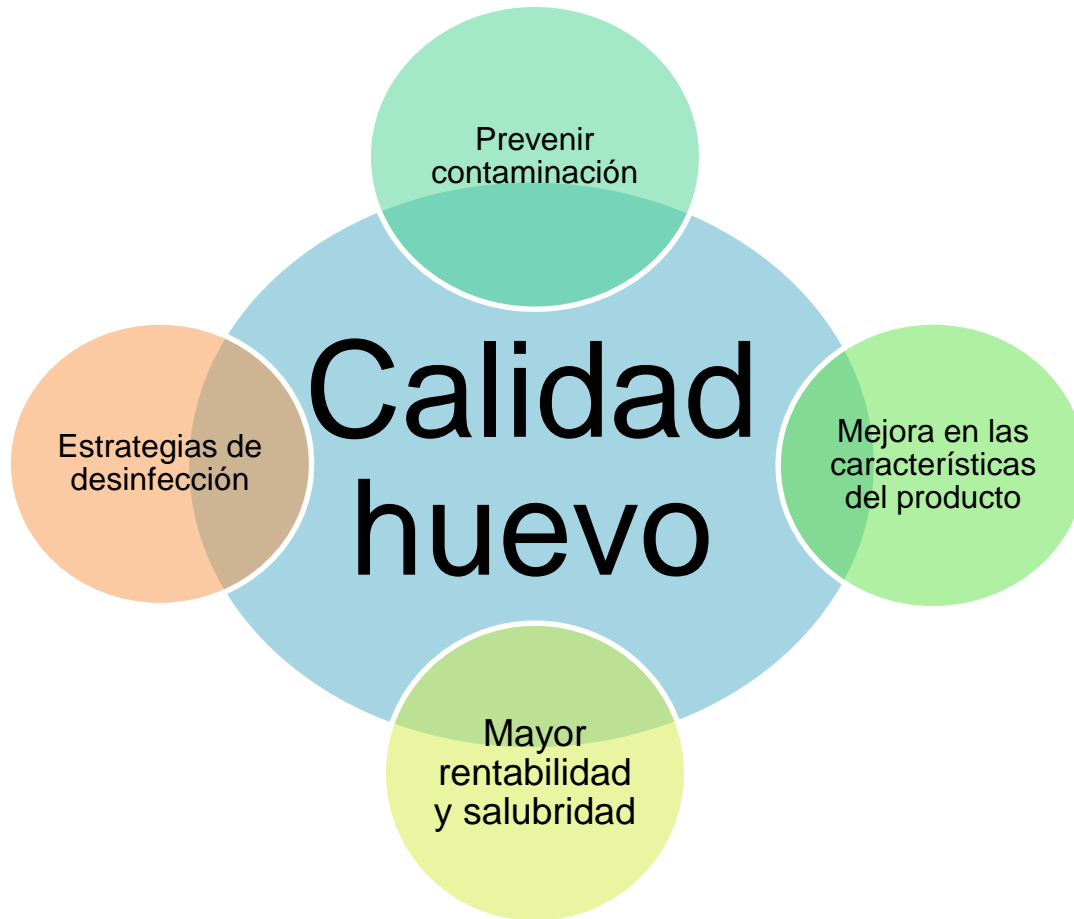 Prevenir
contaminación
Calidad
huevo
Estrategias de
desinfección
Mejora en las
características
del producto
Mayor
rentabilidad
y salubridad